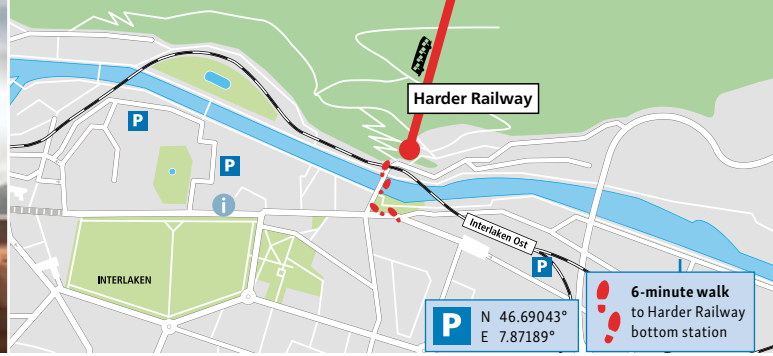 Harder Railway
P
P
i
Interlaken Ost
P
INTERLAKEN
P
N 46.69043°
E 7.87189°
6-minute walk
to Harder Railway
bottom station